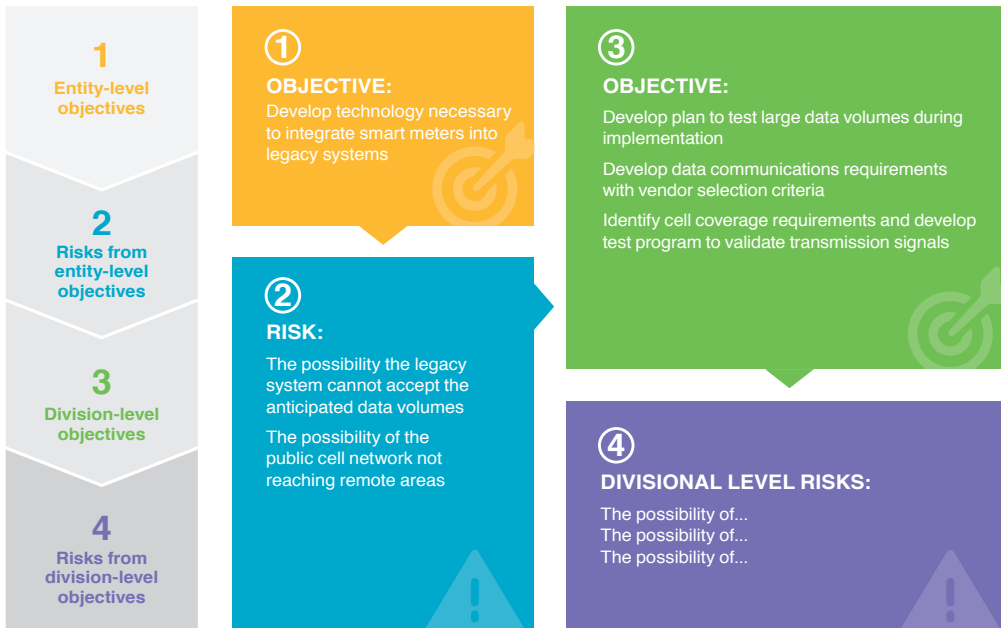 1
Entity-level
objectives
2
Risks from
entity-level
objectives
3
Division-level
objectives
4
Risks from
division-level
objectives
1
OBJECTIVE:
Develop technology necessary
to integrate smart meters into
legacy systems
2
RISK:
The possibility the legacy
system cannot accept the
anticipated data volumes
The possibility of the
public cell network not
reaching remote areas
3
OBJECTIVE:
Develop plan to test large data volumes during
implementation
Develop data communications requirements
with vendor selection criteria
Identify cell coverage requirements and develop
test program to validate transmission signals
4
DIVISIONAL LEVEL RISKS:
The possibility of...
The possibility of...
The possibility of...